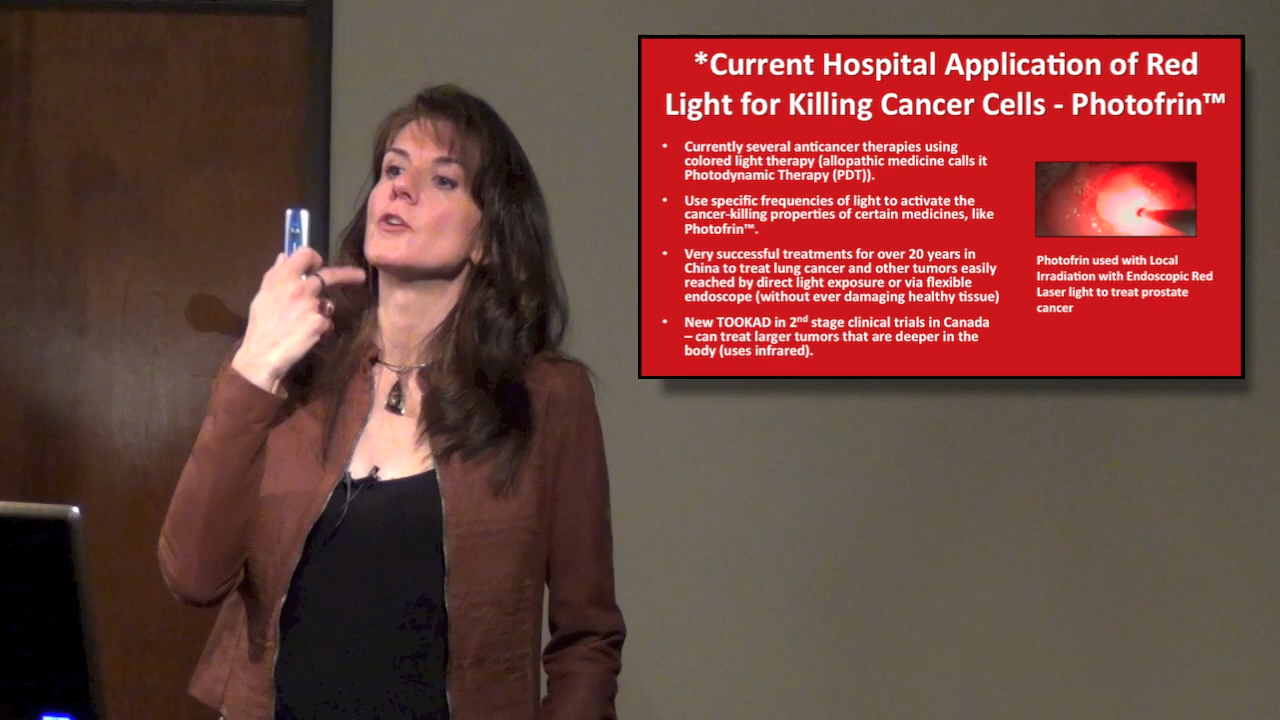 *Current Hospital Application of Red
Light for Killing Cancer Cells - Photofrin™
• Currently several anticancer therapies using
colored light therapy (allopathic medicine calls it
Photodynamic Therapy (PDT)).
• Use specific frequencies of light to activate the
cancer-killing properties of certain medicines, like
Photofrin™.
• Very successful treatments for over 20 years in
China to treat lung cancer and other tumors easily
reached by direct light exposure or via flexible
endoscope (without ever damaging healthy tissue)
• New TOOKAD in 2nd stage clinical trials in Canada
– can treat larger tumors that are deeper in the
body (uses infrared).
Photofrin used with Local
Irradiation with Endoscopic Red
Laser light to treat prostate
cancer